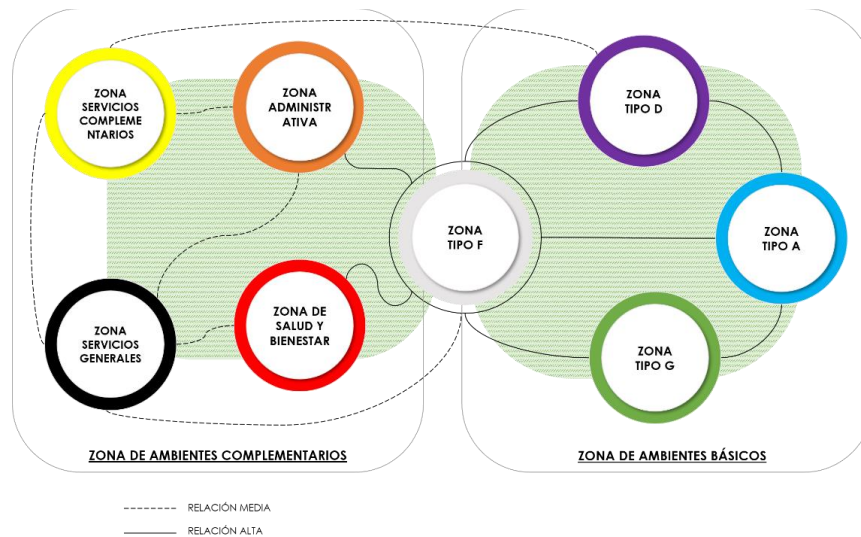 ZONA
SERVICIOS
COMPLEME
NTARIOS
ZONA
ADMINISTR
ATIVA
ZONA
TIPO D
ZONA
TIPO F
ZONA
TIPO A
ZONA
SERVICIOS
GENERALES
ZONA DE
SALUD Y
BIENESTAR
ZONA
TIPO G
ZONA DE AMBIENTES COMPLEMENTARIOS
ZONA DE AMBIENTES BÁSICOS
RELACIÓN MEDIA
RELACIÓN ALTA